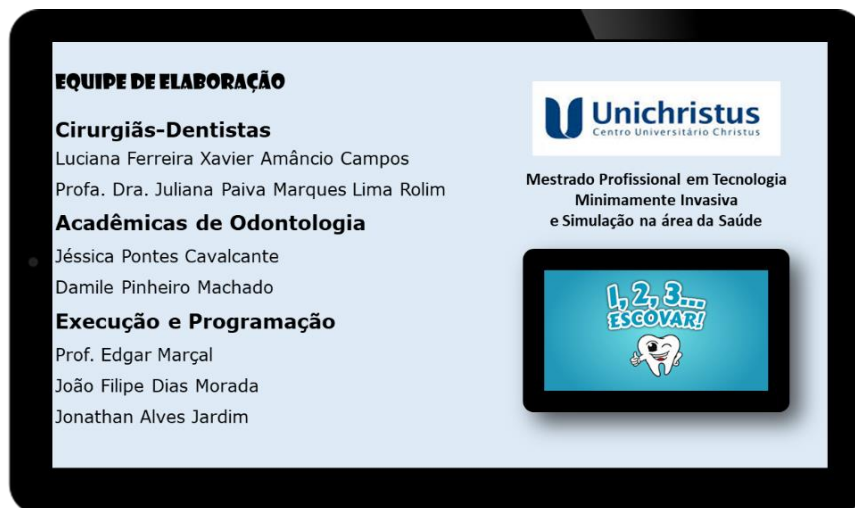 EQUIPE DE ELABORAÇÃO
Cirurgiãs-Dentistas
Luciana Ferreira Xavier Amâncio Campos
Profa. Dra. Juliana Paiva Marques Lima Rolim
Acadêmicas de Odontologia
Jéssica Pontes Cavalcante
Damile Pinheiro Machado
Execução e Programação
Prof. Edgar Marçal
João Filipe Dias Morada
Jonathan Alves Jardim
Unichristus
Centro Universitário Christus
Mestrado Profissional em Tecnologia
Minimamente Invasiva
e Simulação na área da Saúde
1, 2, 3...
ESCOVAR!